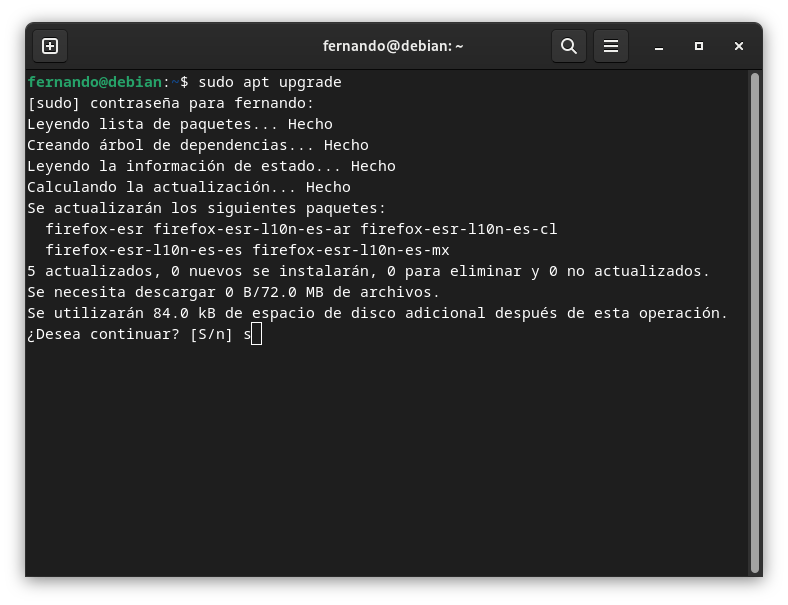 fernando@debian: ~
fernando@debian:~$ sudo apt upgrade
[sudo] contraseña para fernando:
Leyendo lista de paquetes... Hecho
Creando árbol de dependencias... Hecho
Leyendo la información de estado... Hecho
Calculando la actualización... Hecho
Se actualizarán los siguientes paquetes:
  firefox-esr firefox-esr-l10n-es-ar firefox-esr-l10n-es-cl
  firefox-esr-l10n-es-es firefox-esr-l10n-es-mx
5 actualizados, 0 nuevos se instalarán, 0 para eliminar y 0 no actualizados.
Se necesita descargar 0 B/72.0 MB de archivos.
Se utilizarán 84.0 kB de espacio de disco adicional después de esta operación.
¿Desea continuar? [S/n] s